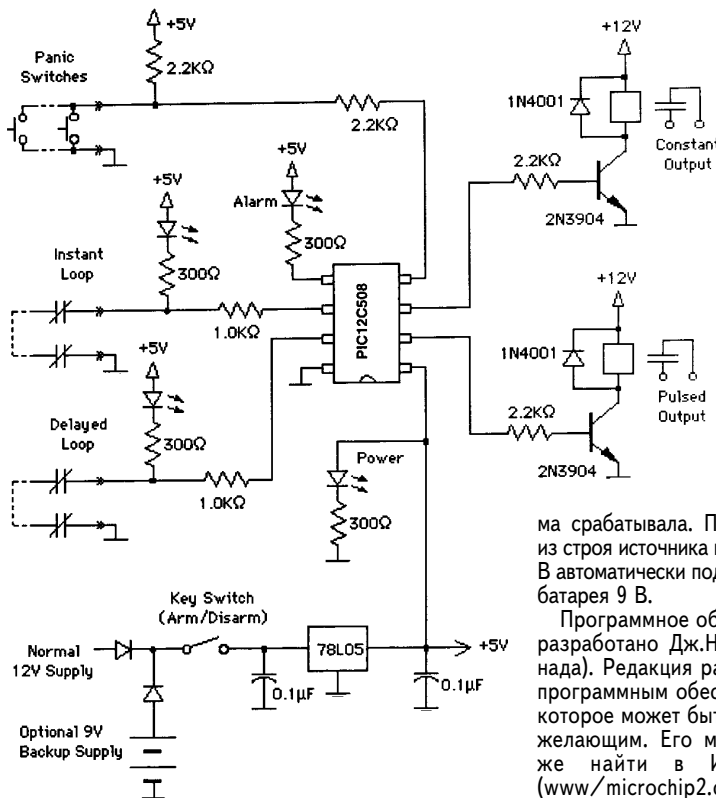 +5V
Panic
Switches
2.2KΩ
2.2KΩ
+12V
1N4001
Constant
Output
2.2KΩ
2N3904
+5V
Alarm
300Ω
+5V
Instant
Loop
300Ω
1.0KΩ
PIC12C508
+12V
1N4001
Pulsed
Output
2.2KΩ
2N3904
+5V
Delayed
Loop
300Ω
1.0KΩ
Power
300Ω
Key Switch
(Arm/Disarm)
Normal
12V Supply
78L05
+5V
0.1µF
0.1µF
Optional 9V
Backup Supply
ма срабатывала. П
из строя источника
В автоматически под
батарея 9 В.
Программное об
разработано Дж.Н
нада). Редакция ра
программным обес
которое может быт
желающим. Его м
же найти в И
(www/microchip2.